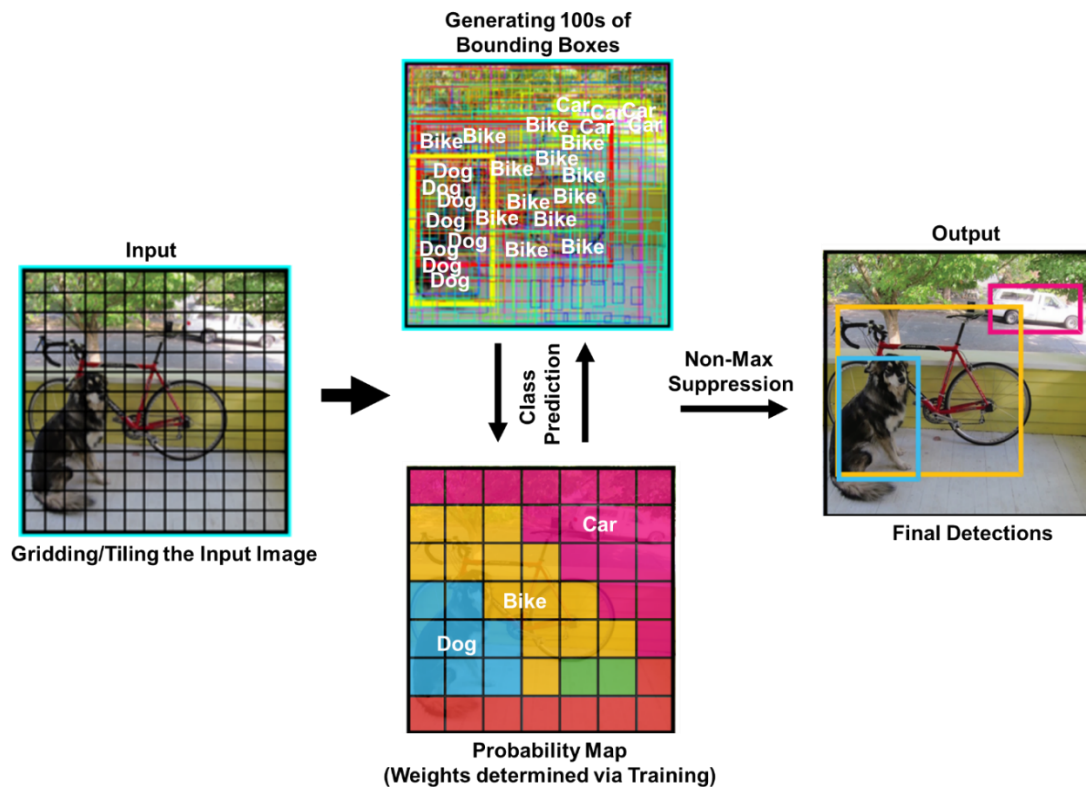 Generating 100s of
Bounding Boxes
Car
Car
Car
Bike
Car
Car
Bike
Bike
Bike
Bike
Dog
Bike
Bike
Dog
Dog
Bike
Bike
Dog
Bike
Bike
Dog
Dog
Bike
Bike
Dog
Dog
Input
Gridding/Tiling the Input Image
Class
Prediction
Non-Max
Suppression
Output
Final Detections
Car
Bike
Dog
Probability Map
(Weights determined via Training)